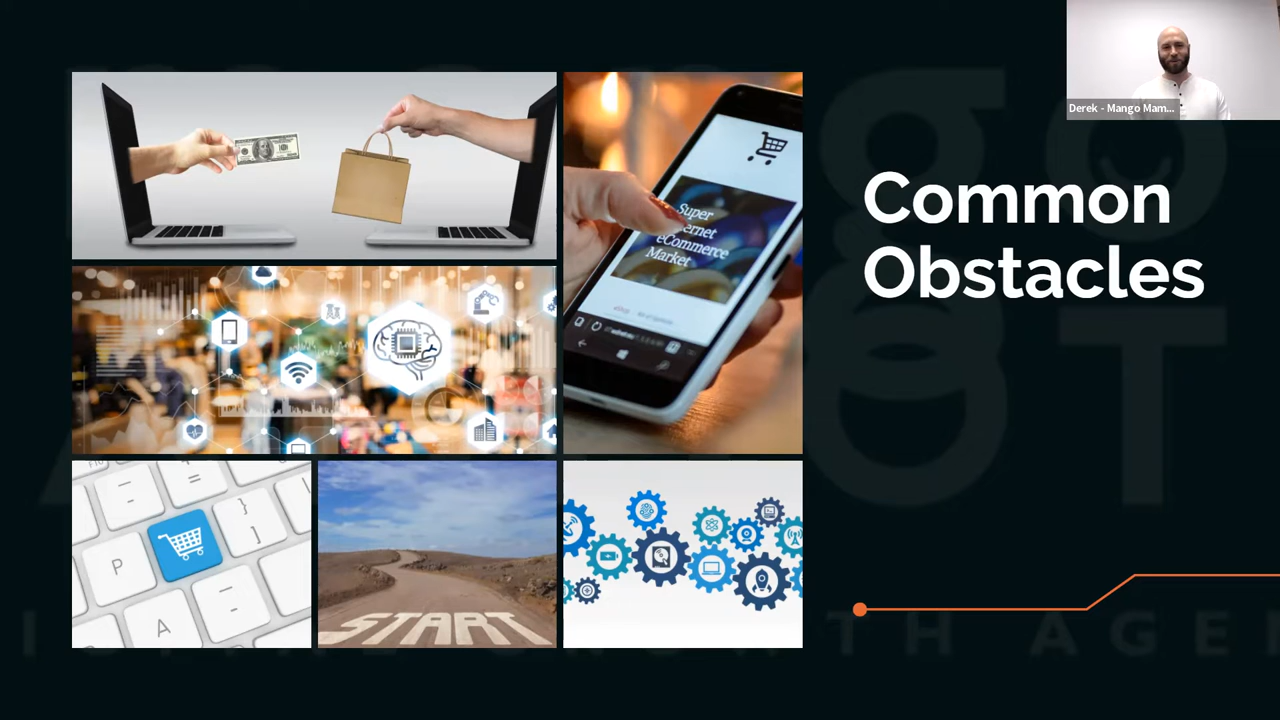 Derek - Mango Mam...
Common
Obstacles
Super
eCommerce
Market
P
A
START